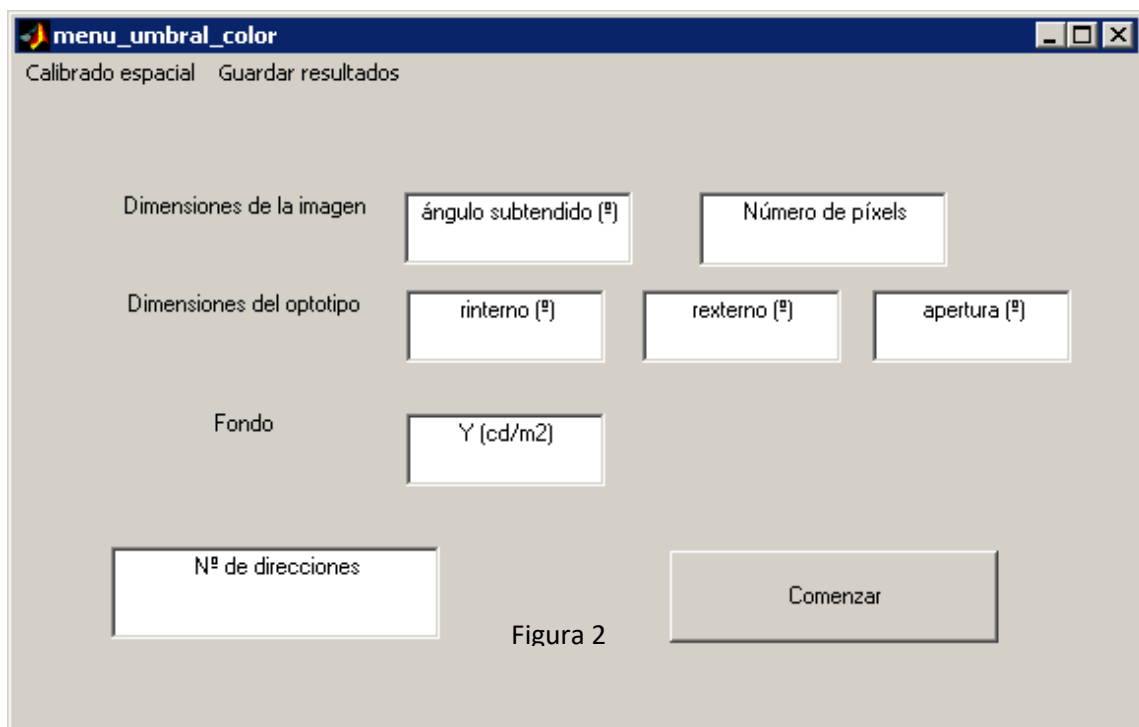 menu_umbral_color
Calibrado espacial Guardar resultados
Dimensiones de la imagen ángulo subtendido (º) Número de píxels
Dimensiones del optotipo rinterno (º) rexterno (º) apertura (º)
Fondo Y (cd/m2)
Nº de direcciones Comenzar
Figura 2